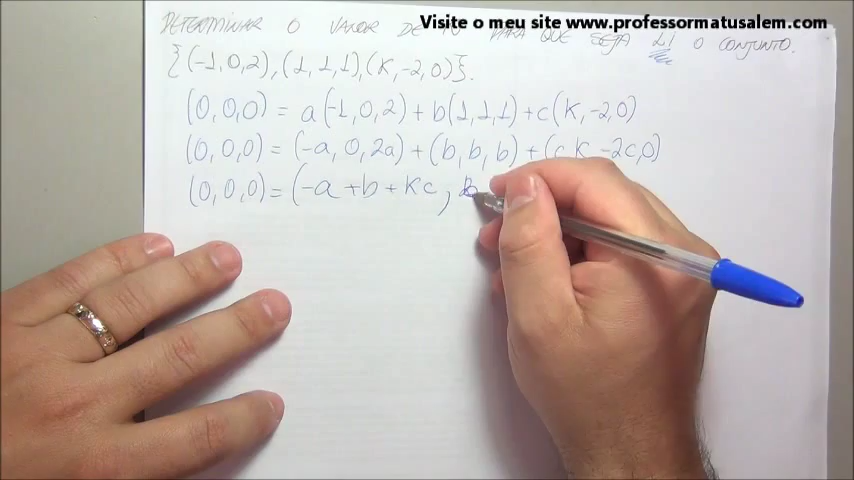 Visite o meu site www.professormatusalem.com
DETERMINAR O VALOR DE PARA QUE SEJA LI O CONJUNTO.
{(-1,0,2),(1,1,1),(K,-2,0)}.
(0,0,0) = a(-1,0,2)+b(1,1,1)+c(K,-2,0)
(0,0,0) = (-a,0,2a)+(b,b,b)+(cK-2c,0)
(0,0,0) = (-a+b+Kc, b